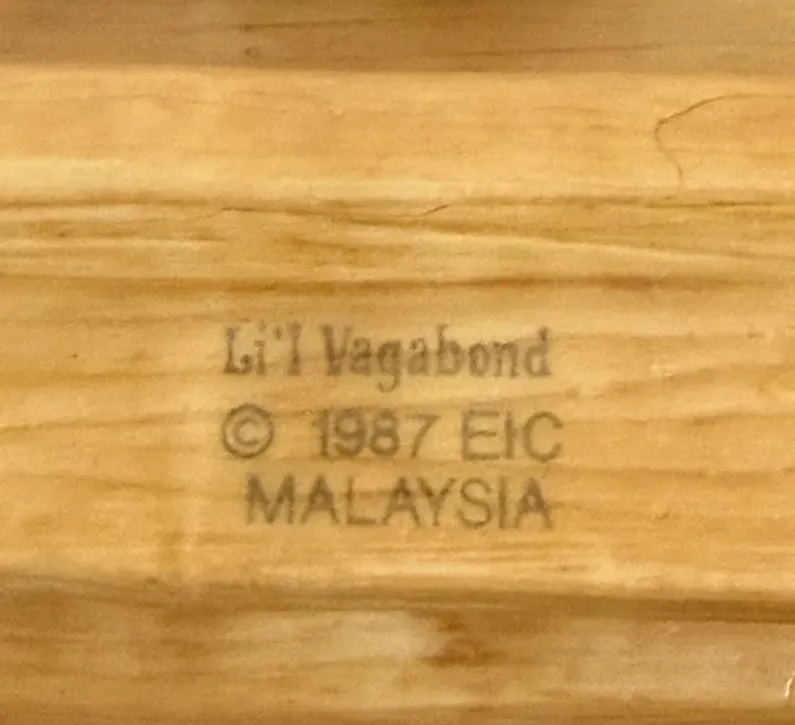 Li'l Vagabond
© 1987 EIC
MALAYSIA